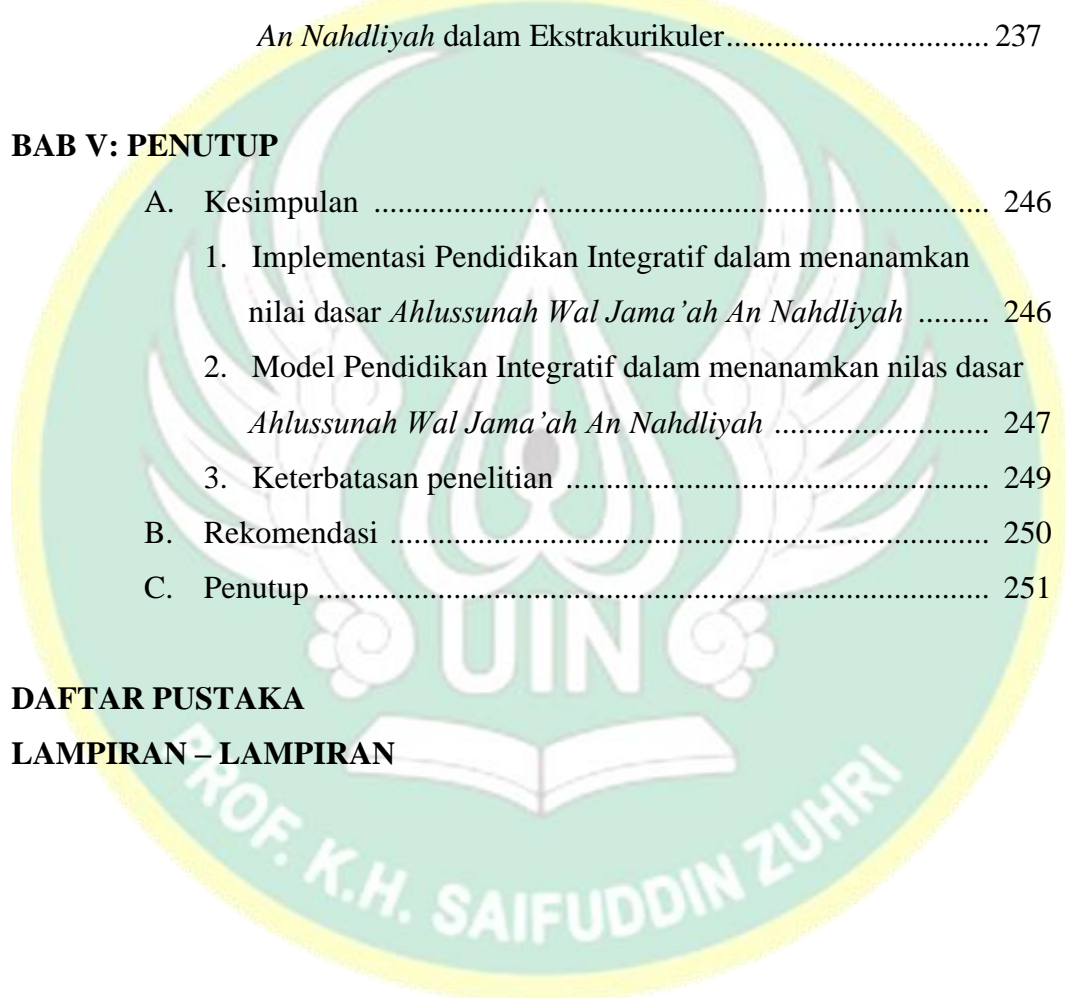 An Nahdliyah dalam Ekstrakurikuler................................ 237
BAB V: PENUTUP
A. Kesimpulan ........................................................................... 246
1. Implementasi Pendidikan Integratif dalam menanamkan
nilai dasar Ahlussunah Wal Jama’ah An Nahdliyah ......... 246
2. Model Pendidikan Integratif dalam menanamkan nilas dasar
Ahlussunah Wal Jama’ah An Nahdliyah .......................... 247
3. Keterbatasan penelitian ................................................... 249
B. Rekomendasi ......................................................................... 250
C. Penutup .................................................................................. 251
DAFTAR PUSTAKA
LAMPIRAN – LAMPIRAN
UIN
PROF. K.H. SAIFUDDIN ZUHRI